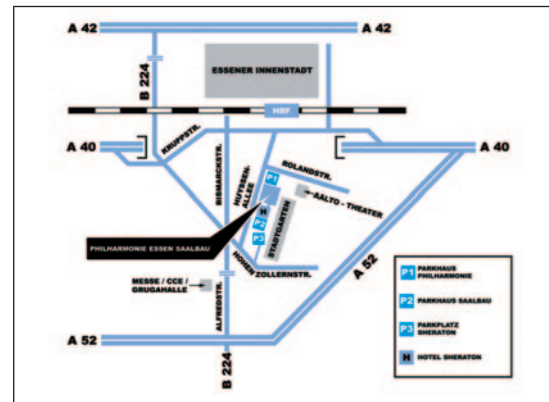 A 42
A 42
B 224
ESSENER INNENSTADT
HBF
KRUPPSTR.
A 40
A 40
BISMARCKSTR.
HUYSSEN-
ALLEE
P1
ROLANDSTR.
AALTO - THEATER
H
P2
P3
STADTGARTEN
PHILHARMONIE ESSEN SAALBAU
HOHEN
ZOLLERNSTR.
MESSE / CCE /
GRUGAHALLE
ALFREDSTR.
A 52
A 52
B 224
P1 PARKHAUS
PHILHARMONIE
P2 PARKHAUS SAALBAU
P3 PARKPLATZ
SHERATON
H HOTEL SHERATON